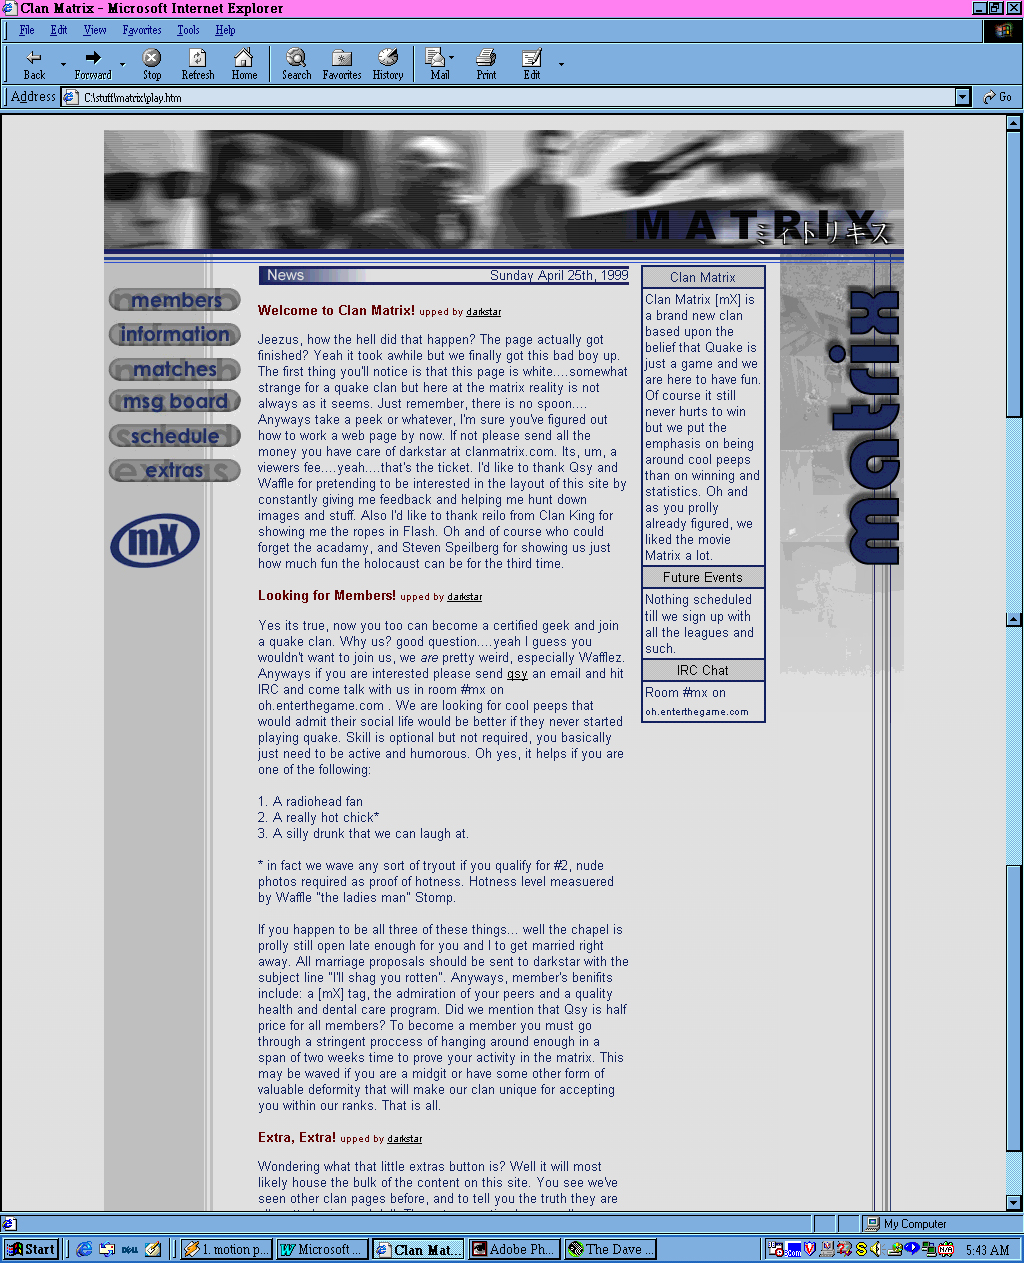 Clan Matrix - Microsoft Internet Explorer
File Edit View Favorites Tools Help
Back Forward Stop Refresh Home Search Favorites History Mail Print Edit
Address C:\stuff\matrix\play.htm Go
MATRIX
ミィトリキス
members
information
matches
msg board
schedule
extras
mX
News Sunday April 25th, 1999
Welcome to Clan Matrix! upped by darkstar
Jeezus, how the hell did that happen? The page actually got
finished? Yeah it took awhile but we finally got this bad boy up.
The first thing you'll notice is that this page is white....somewhat
strange for a quake clan but here at the matrix reality is not
always as it seems. Just remember, there is no spoon....
Anyways take a peek or whatever, I'm sure you've figured out
how to work a web page by now. If not please send all the
money you have care of darkstar at clanmatrix.com. Its, um, a
viewers fee....yeah....that's the ticket. I'd like to thank Qsy and
Waffle for pretending to be interested in the layout of this site by
constantly giving me feedback and helping me hunt down
images and stuff. Also I'd like to thank reilo from Clan King for
showing me the ropes in Flash. Oh and of course who could
forget the acadamy, and Steven Speilberg for showing us just
how much fun the holocaust can be for the third time.
Looking for Members! upped by darkstar
Yes its true, now you too can become a certified geek and join
a quake clan. Why us? good question....yeah I guess you
wouldn't want to join us, we are pretty weird, especially Wafflez.
Anyways if you are interested please send qsy an email and hit
IRC and come talk with us in room #mx on
oh.enterthegame.com . We are looking for cool peeps that
would admit their social life would be better if they never started
playing quake. Skill is optional but not required, you basically
just need to be active and humorous. Oh yes, it helps if you are
one of the following:
1. A radiohead fan
2. A really hot chick*
3. A silly drunk that we can laugh at.
* in fact we wave any sort of tryout if you qualify for #2, nude
photos required as proof of hotness. Hotness level measuered
by Waffle "the ladies man" Stomp.
If you happen to be all three of these things... well the chapel is
prolly still open late enough for you and I to get married right
away. All marriage proposals should be sent to darkstar with the
subject line "I'll shag you rotten". Anyways, member's benifits
include: a [mX] tag, the admiration of your peers and a quality
health and dental care program. Did we mention that Qsy is half
price for all members? To become a member you must go
through a stringent proccess of hanging around enough in a
span of two weeks time to prove your activity in the matrix. This
may be waved if you are a midgit or have some other form of
valuable deformity that will make our clan unique for accepting
you within our ranks. That is all.
Extra, Extra! upped by darkstar
Wondering what that little extras button is? Well it will most
likely house the bulk of the content on this site. You see we've
seen other clan pages before, and to tell you the truth they are
Clan Matrix
Clan Matrix [mX] is
a brand new clan
based upon the
belief that Quake is
just a game and we
are here to have fun.
Of course it still
never hurts to win
but we put the
emphasis on being
around cool peeps
than on winning and
statistics. Oh and
as you prolly
already figured, we
liked the movie
Matrix a lot.
Future Events
Nothing scheduled
till we sign up with
all the leagues and
such.
IRC Chat
Room #mx on
oh.enterthegame.com
matrix
My Computer
Start DELL 1. motion p... Microsoft ... Clan Mat... Adobe Ph... The Dave ... 5:43 AM